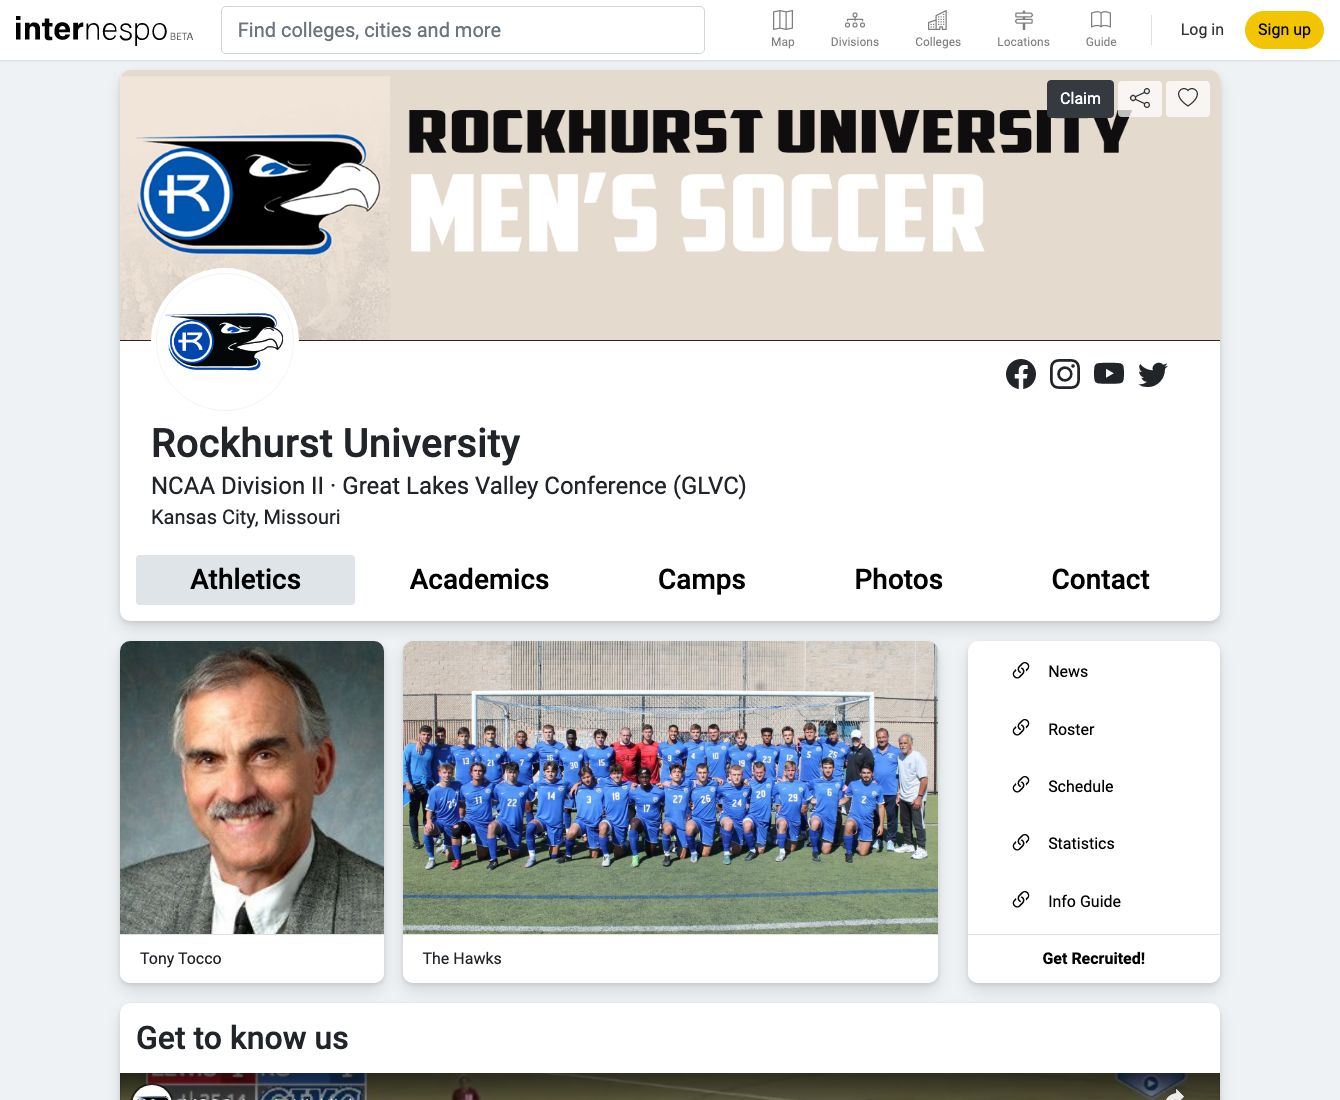 internespo BETA
Find colleges, cities and more
Map
Divisions
Colleges
Locations
Guide
Log in
Sign up
ROCKHURST UNIVERSITY
MEN'S SOCCER
Claim
R
R
Rockhurst University
NCAA Division II · Great Lakes Valley Conference (GLVC)
Kansas City, Missouri
Athletics
Academics
Camps
Photos
Contact
News
Roster
Schedule
Statistics
Info Guide
Get Recruited!
Tony Tocco
The Hawks
Get to know us